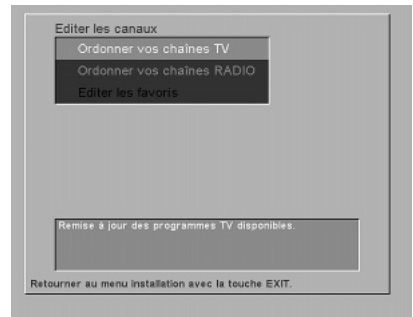 Editer les canaux
Ordonner vos chaînes TV
Ordonner vos chaînes RADIO
Editer les favoris
Remise à jour des programmes TV disponibles.
Retourner au menu installation avec la touche EXIT.